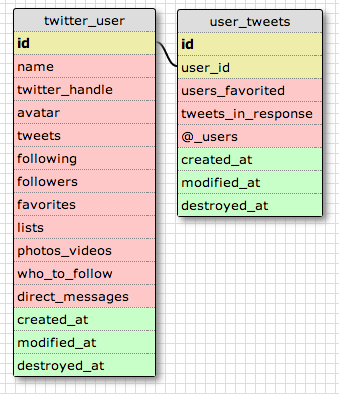 twitter_user
id
name
twitter_handle
avatar
tweets
following
followers
favorites
lists
photos_videos
who_to_follow
direct_messages
created_at
modified_at
destroyed_at
user_tweets
id
user_id
users_favorited
tweets_in_response
@_users
created_at
modified_at
destroyed_at